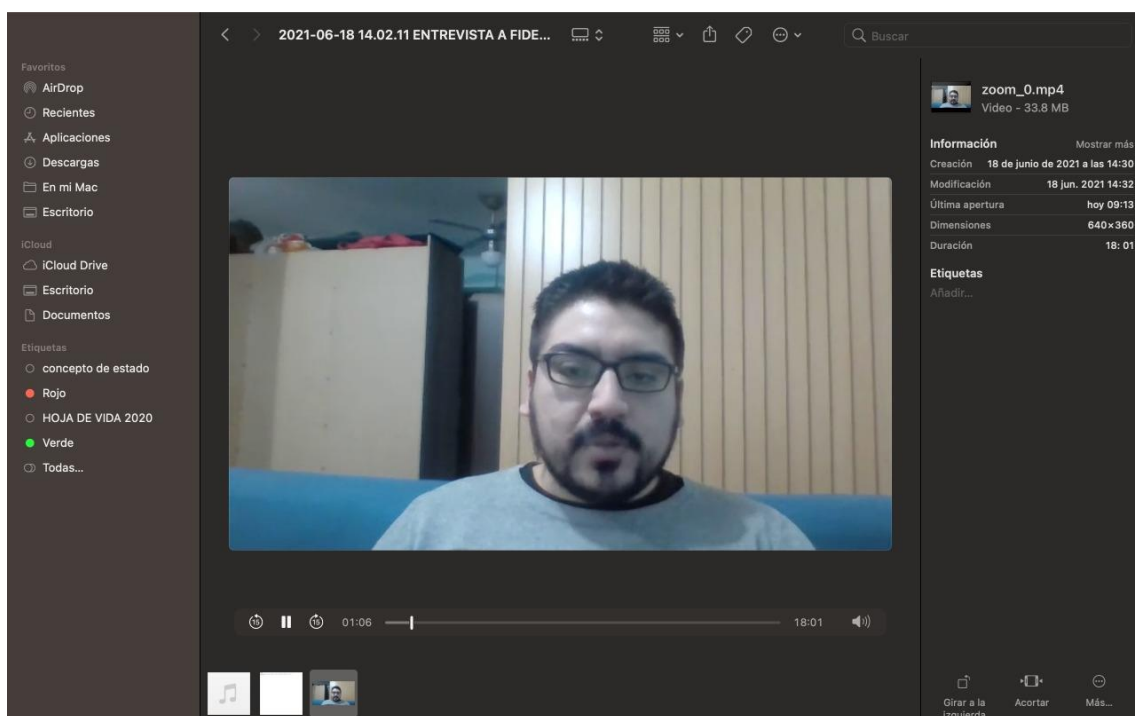 2021-06-18 14.02.11 ENTREVISTA A FIDE...
Buscar
Favoritos
AirDrop
Recientes
Aplicaciones
Descargas
En mi Mac
Escritorio
iCloud
iCloud Drive
Escritorio
Documentos
Etiquetas
concepto de estado
Rojo
HOJA DE VIDA 2020
Verde
Todas...
15
15
01:06
18:01
zoom_0.mp4
Video - 33.8 MB
Información Mostrar más
Creación 18 de junio de 2021 a las 14:30
Modificación 18 jun. 2021 14:32
Última apertura hoy 09:13
Dimensiones 640×360
Duración 18: 01
Etiquetas
Añadir...
Girar a la
izquierda
Acortar
Más...